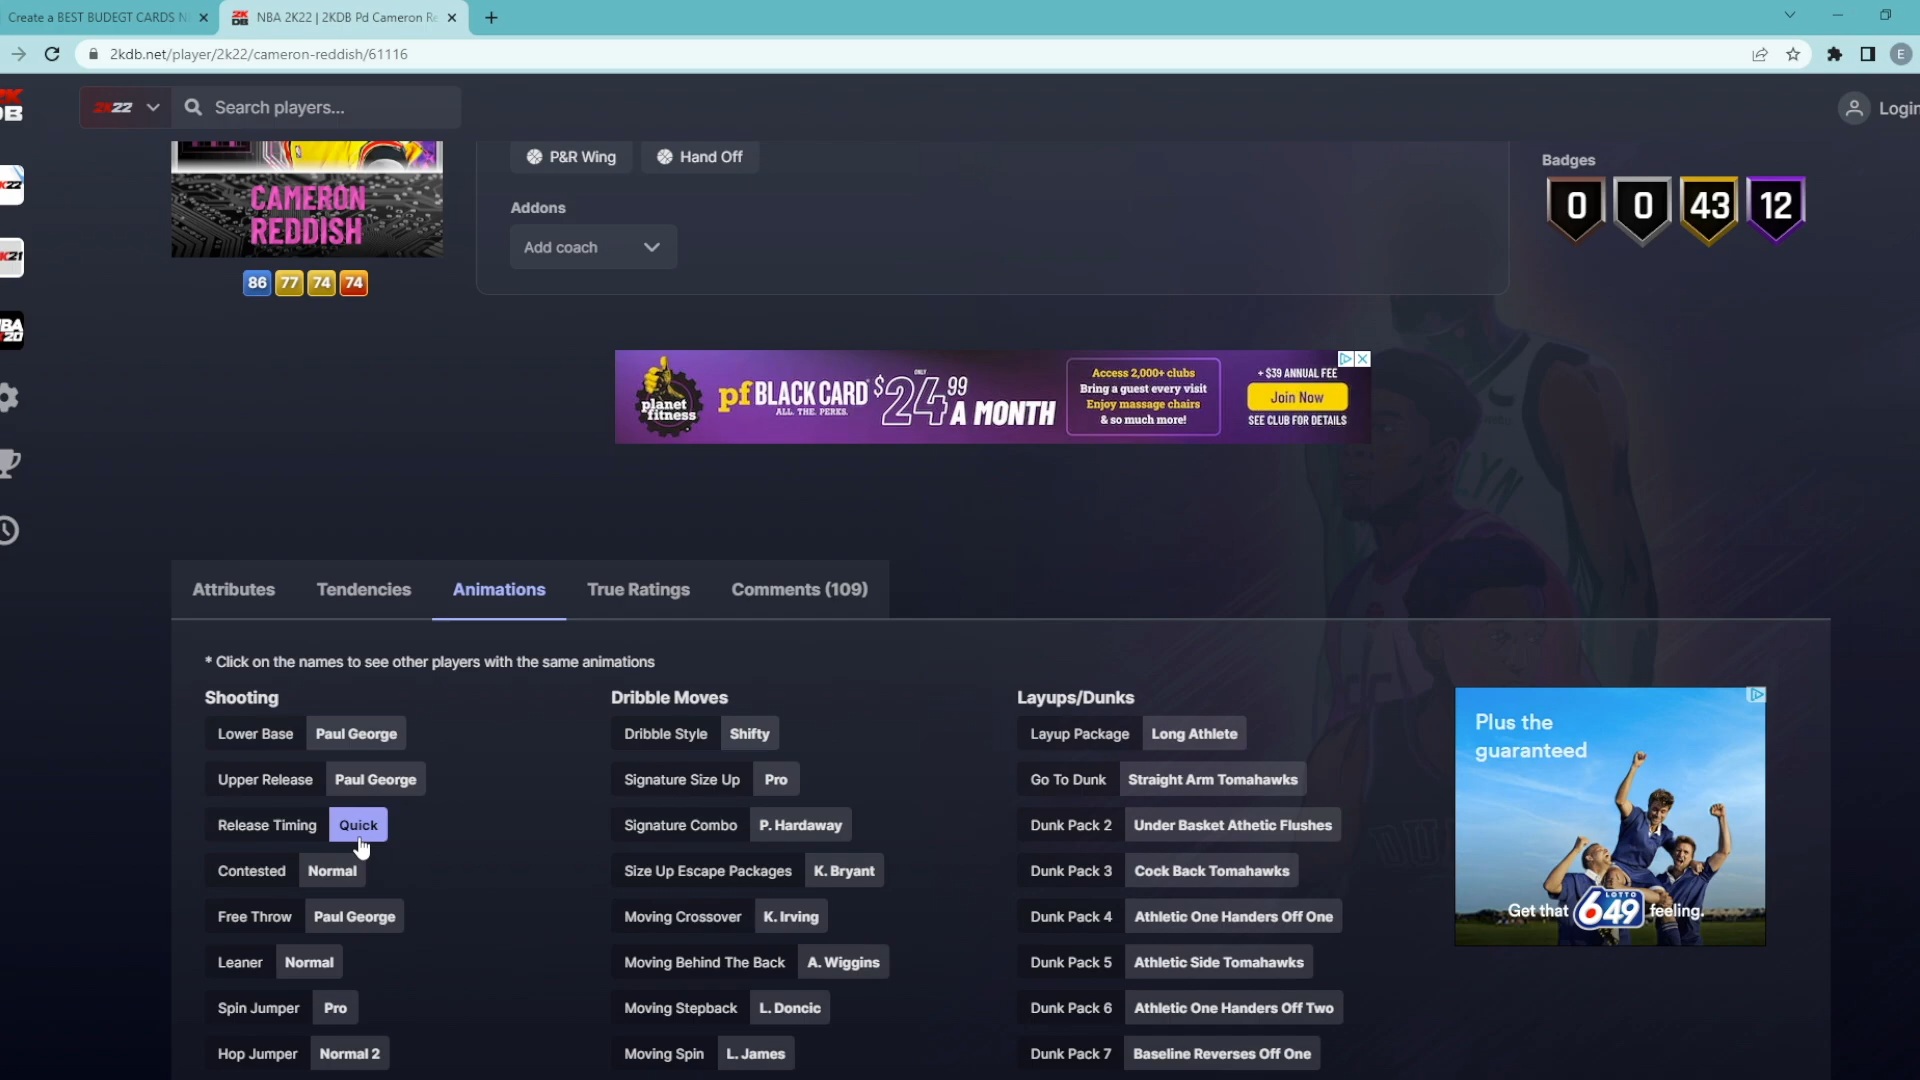 Create a BEST BUDEGT CARDS N
NBA 2K22 | 2KDB Pd Cameron Re
2kdb.net/player/2k22/cameron-reddish/61116
E
2K
DB
2K22
Search players...
Login
P&R Wing
Hand Off
Badges
0
0
43
12
CAMERON
REDDISH
Addons
Add coach
86
77
74
74
planet
fitness
pf BLACK CARD
ALL. THE. PERKS.
ONLY
$24.99
A MONTH
Access 2,000+ clubs
Bring a guest every visit
Enjoy massage chairs
& so much more!
+ $39 ANNUAL FEE
Join Now
SEE CLUB FOR DETAILS
Attributes
Tendencies
Animations
True Ratings
Comments (109)
* Click on the names to see other players with the same animations
Shooting
Lower Base Paul George
Upper Release Paul George
Release Timing Quick
Contested Normal
Free Throw Paul George
Leaner Normal
Spin Jumper Pro
Hop Jumper Normal 2
Dribble Moves
Dribble Style Shifty
Signature Size Up Pro
Signature Combo P. Hardaway
Size Up Escape Packages K. Bryant
Moving Crossover K. Irving
Moving Behind The Back A. Wiggins
Moving Stepback L. Doncic
Moving Spin L. James
Layups/Dunks
Layup Package Long Athlete
Go To Dunk Straight Arm Tomahawks
Dunk Pack 2 Under Basket Athetic Flushes
Dunk Pack 3 Cock Back Tomahawks
Dunk Pack 4 Athletic One Handers Off One
Dunk Pack 5 Athletic Side Tomahawks
Dunk Pack 6 Athletic One Handers Off Two
Dunk Pack 7 Baseline Reverses Off One
Plus the
guaranteed
Get that LOTTO 649 feeling.